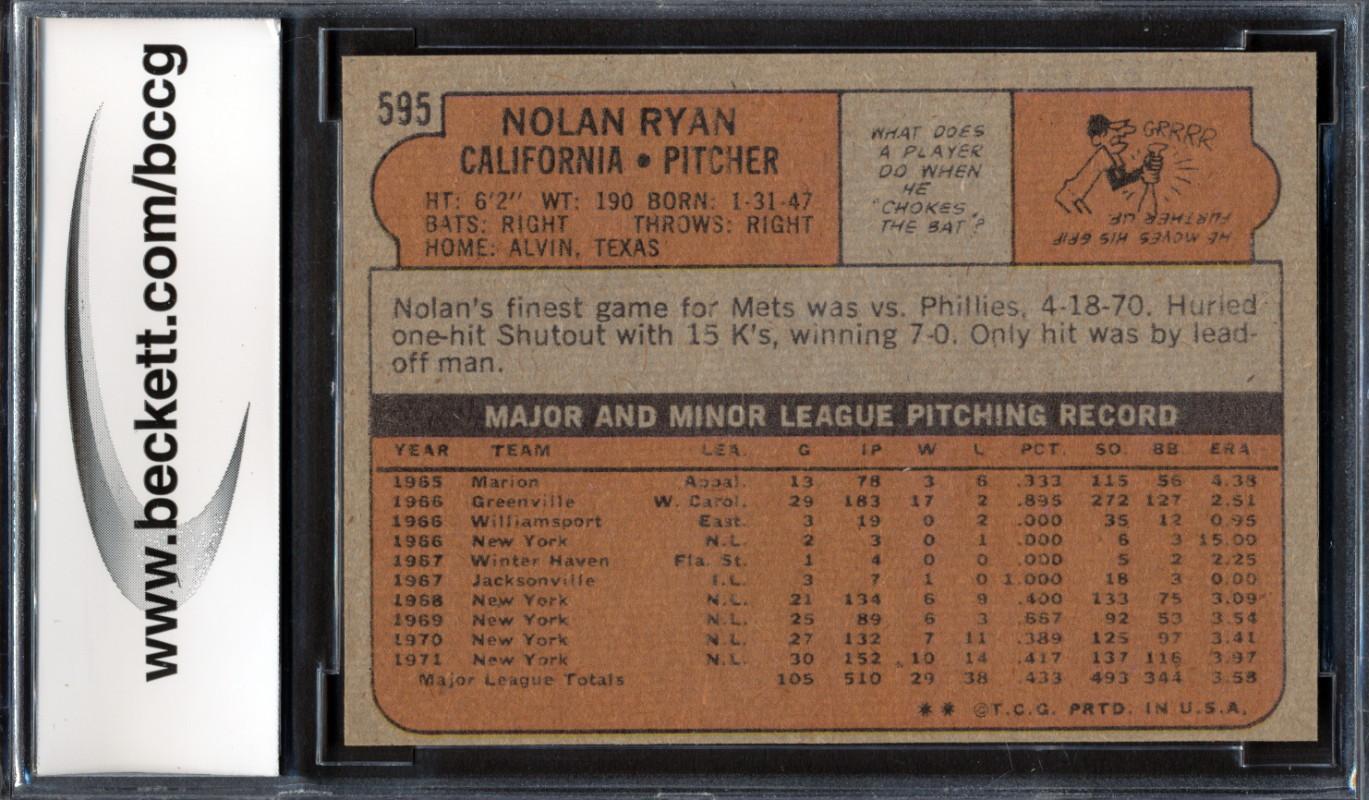 www.beckett.com/bccg
595
NOLAN RYAN
CALIFORNIA • PITCHER
HT: 6'2" WT: 190 BORN: 1-31-47
BATS: RIGHT THROWS: RIGHT
HOME: ALVIN, TEXAS
WHAT DOES
A PLAYER
DO WHEN
HE
"CHOKES"
THE BAT?
GRRRR
HE MOVES HIS GRIP
FURTHER UP
Nolan's finest game for Mets was vs. Phillies, 4-18-70. Hurled
one-hit Shutout with 15 K's, winning 7-0. Only hit was by lead-
off man.
MAJOR AND MINOR LEAGUE PITCHING RECORD
YEAR TEAM LEA. G IP W L PCT. SO BB ERA
1965 Marion Appal. 13 78 3 6 .333 115 56 4.38
1966 Greenville W. Carol. 29 183 17 2 .895 272 127 2.51
1966 Williamsport East. 3 19 0 2 .000 35 12 0.95
1966 New York N.L. 2 3 0 1 .000 6 3 15.00
1967 Winter Haven Fla. St. 1 4 0 0 .000 5 2 2.25
1967 Jacksonville I.L. 3 7 1 0 1.000 18 3 0.00
1968 New York N.L. 21 134 6 9 .400 133 75 3.09
1969 New York N.L. 25 89 6 3 .667 92 53 3.54
1970 New York N.L. 27 132 7 11 .389 125 97 3.41
1971 New York N.L. 30 152 10 14 .417 137 116 3.97
Major League Totals 105 510 29 38 .433 493 344 3.58
** ©T.C.G. PRTD. IN U.S.A.